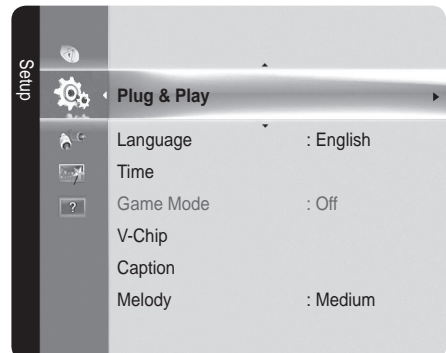 Setup
Plug & Play
Language : English
Time
Game Mode : Off
V-Chip
Caption
Melody : Medium
?